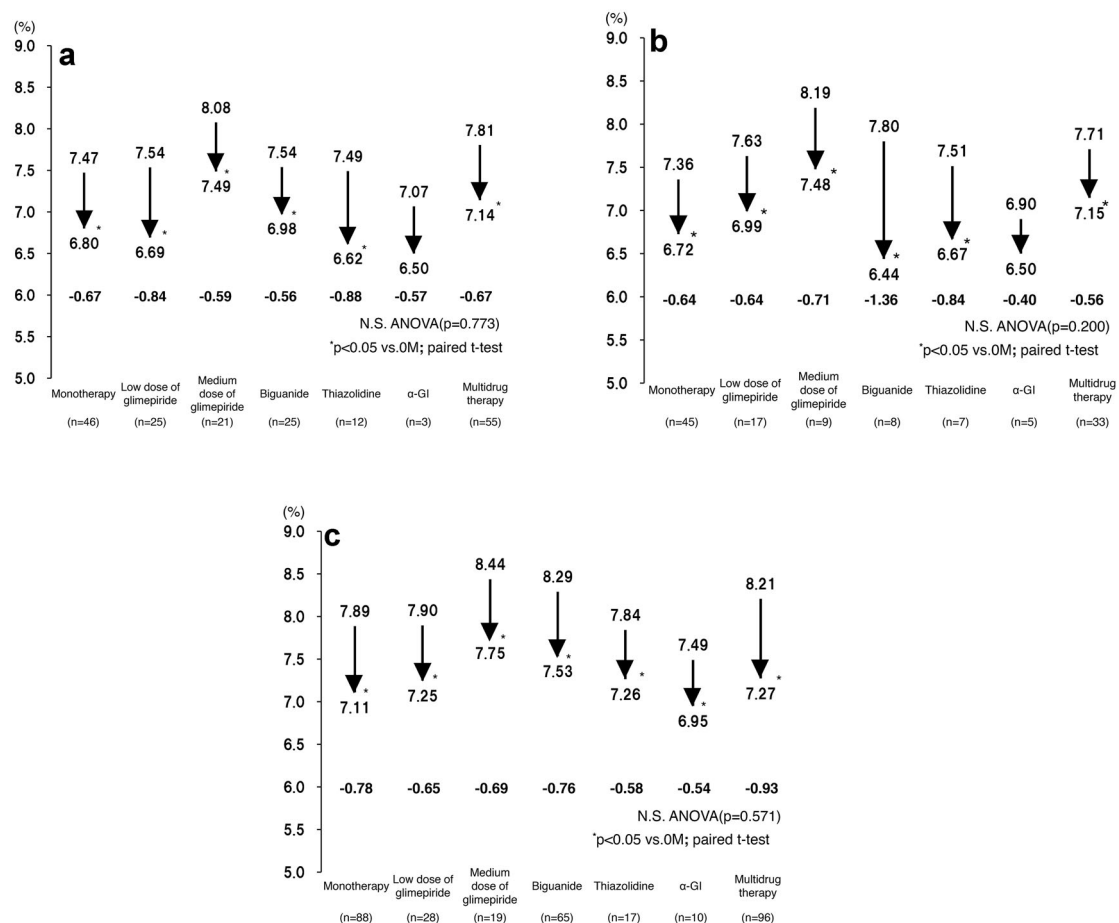 (%)
a
9.0
8.5
8.0
7.5
7.0
6.5
6.0
5.5
5.0
7.47 7.54 8.08 7.54 7.49 7.07 7.81
6.80* 6.69* 7.49* 6.98* 6.62* 6.50 7.14*
-0.67 -0.84 -0.59 -0.56 -0.88 -0.57 -0.67
N.S. ANOVA(p=0.773)
*p<0.05 vs.0M; paired t-test
Monotherapy
Low dose of
glimepiride
Medium
dose of
glimepiride
Biguanide
Thiazolidine
α-GI
Multidrug
therapy
(n=46) (n=25) (n=21) (n=25) (n=12) (n=3) (n=55)
(%)
b
9.0
8.5
8.0
7.5
7.0
6.5
6.0
5.5
5.0
7.36 7.63 8.19 7.80 7.51 6.90 7.71
6.72* 6.99* 7.48* 6.44* 6.67* 6.50 7.15*
-0.64 -0.64 -0.71 -1.36 -0.84 -0.40 -0.56
N.S. ANOVA(p=0.200)
*p<0.05 vs.0M; paired t-test
Monotherapy
Low dose of
glimepiride
Medium
dose of
glimepiride
Biguanide
Thiazolidine
α-GI
Multidrug
therapy
(n=45) (n=17) (n=9) (n=8) (n=7) (n=5) (n=33)
(%)
c
9.0
8.5
8.0
7.5
7.0
6.5
6.0
5.5
5.0
7.89 7.90 8.44 8.29 7.84 7.49 8.21
7.11* 7.25* 7.75* 7.53* 7.26* 6.95* 7.27*
-0.78 -0.65 -0.69 -0.76 -0.58 -0.54 -0.93
N.S. ANOVA(p=0.571)
*p<0.05 vs.0M; paired t-test
Monotherapy
Low dose of
glimepiride
Medium
dose of
glimepiride
Biguanide
Thiazolidine
α-GI
Multidrug
therapy
(n=88) (n=28) (n=19) (n=65) (n=17) (n=10) (n=96)